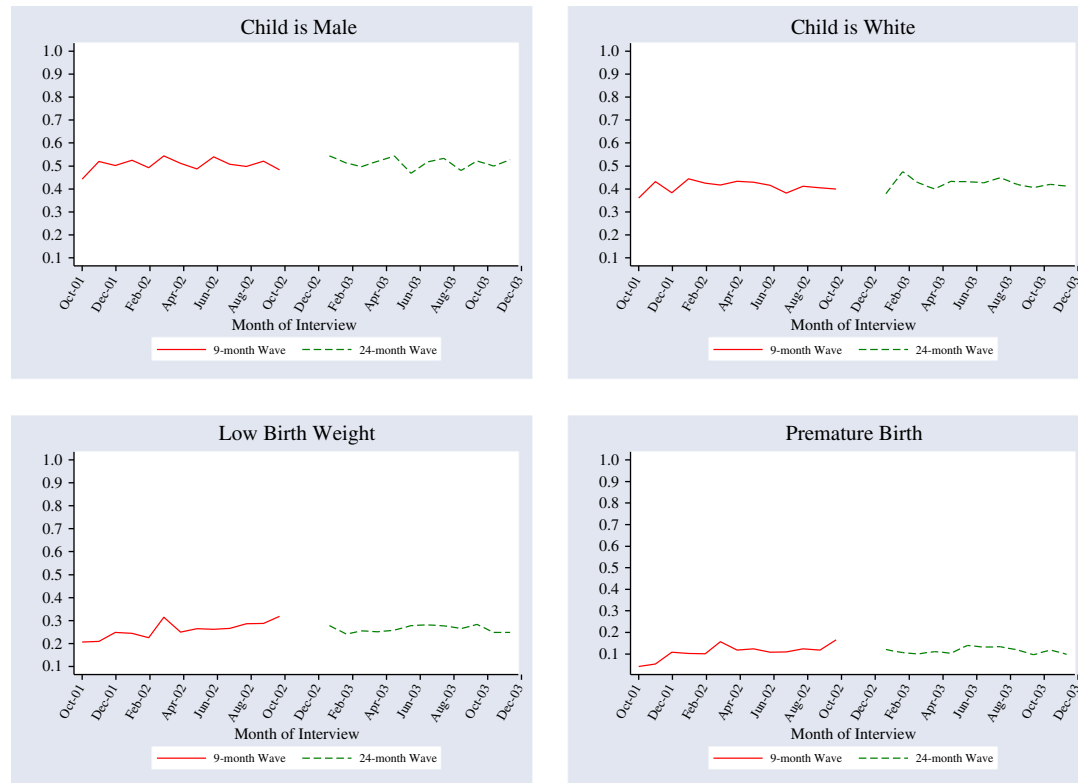 Child is Male
1.0
0.9
0.8
0.7
0.6
0.5
0.4
0.3
0.2
0.1
Oct-01 Dec-01 Feb-02 Apr-02 Jun-02 Aug-02 Oct-02 Dec-02 Feb-03 Apr-03 Jun-03 Aug-03 Oct-03 Dec-03
Month of Interview
9-month Wave 24-month Wave
Child is White
1.0
0.9
0.8
0.7
0.6
0.5
0.4
0.3
0.2
0.1
Oct-01 Dec-01 Feb-02 Apr-02 Jun-02 Aug-02 Oct-02 Dec-02 Feb-03 Apr-03 Jun-03 Aug-03 Oct-03 Dec-03
Month of Interview
9-month Wave 24-month Wave
Low Birth Weight
1.0
0.9
0.8
0.7
0.6
0.5
0.4
0.3
0.2
0.1
Oct-01 Dec-01 Feb-02 Apr-02 Jun-02 Aug-02 Oct-02 Dec-02 Feb-03 Apr-03 Jun-03 Aug-03 Oct-03 Dec-03
Month of Interview
9-month Wave 24-month Wave
Premature Birth
1.0
0.9
0.8
0.7
0.6
0.5
0.4
0.3
0.2
0.1
Oct-01 Dec-01 Feb-02 Apr-02 Jun-02 Aug-02 Oct-02 Dec-02 Feb-03 Apr-03 Jun-03 Aug-03 Oct-03 Dec-03
Month of Interview
9-month Wave 24-month Wave